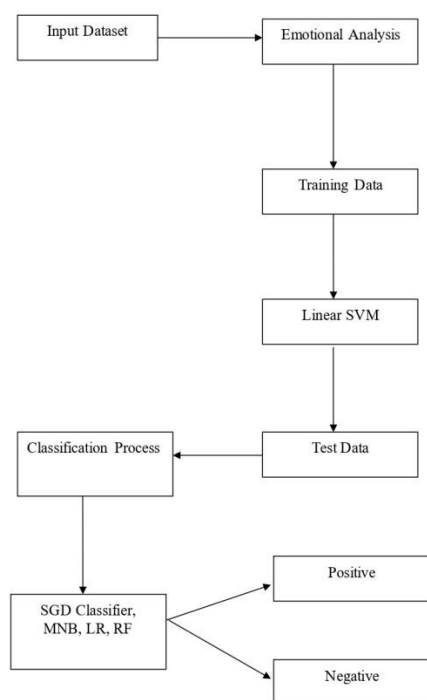 Input Dataset
Emotional Analysis
Training Data
Linear SVM
Test Data
Classification Process
SGD Classifier,
MNB, LR, RF
Positive
Negative